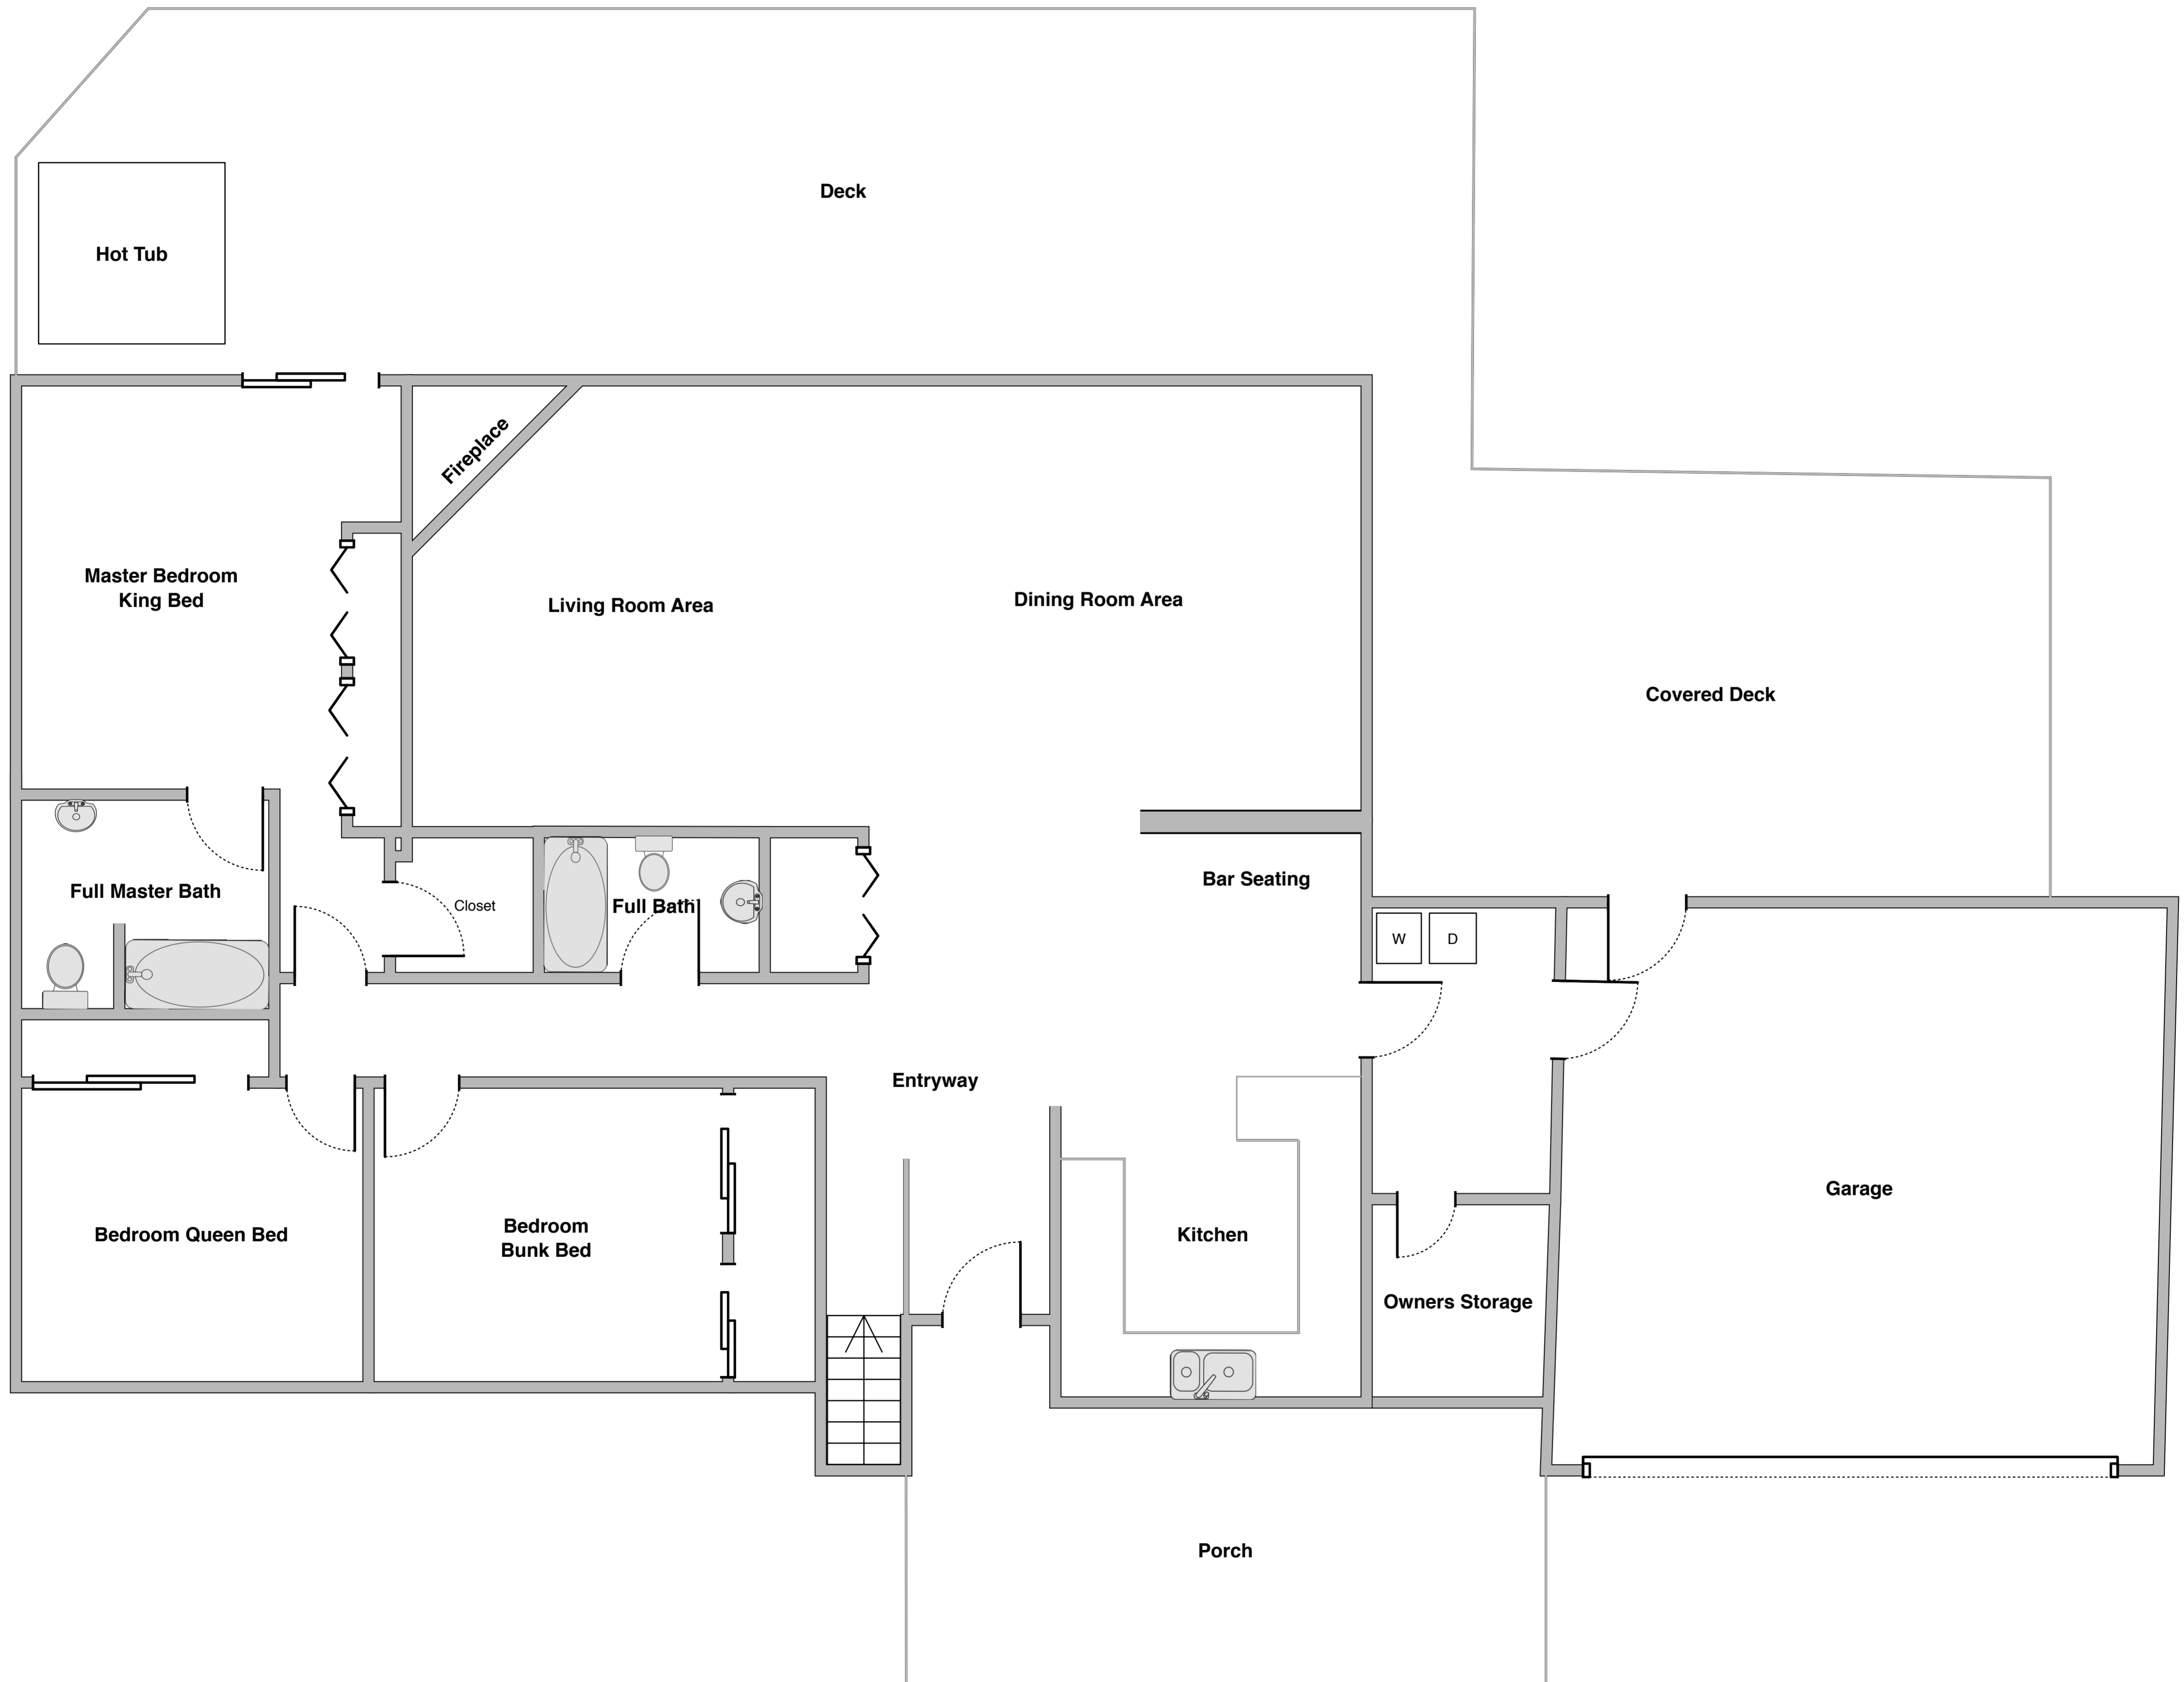 Deck
Hot Tub
Fireplace
Master Bedroom
King Bed
Living Room Area
Dining Room Area
Covered Deck
Full Master Bath
Closet
Full Bath
Bar Seating
W
D
Entryway
Bedroom Queen Bed
Bedroom
Bunk Bed
Kitchen
Garage
Owners Storage
Porch